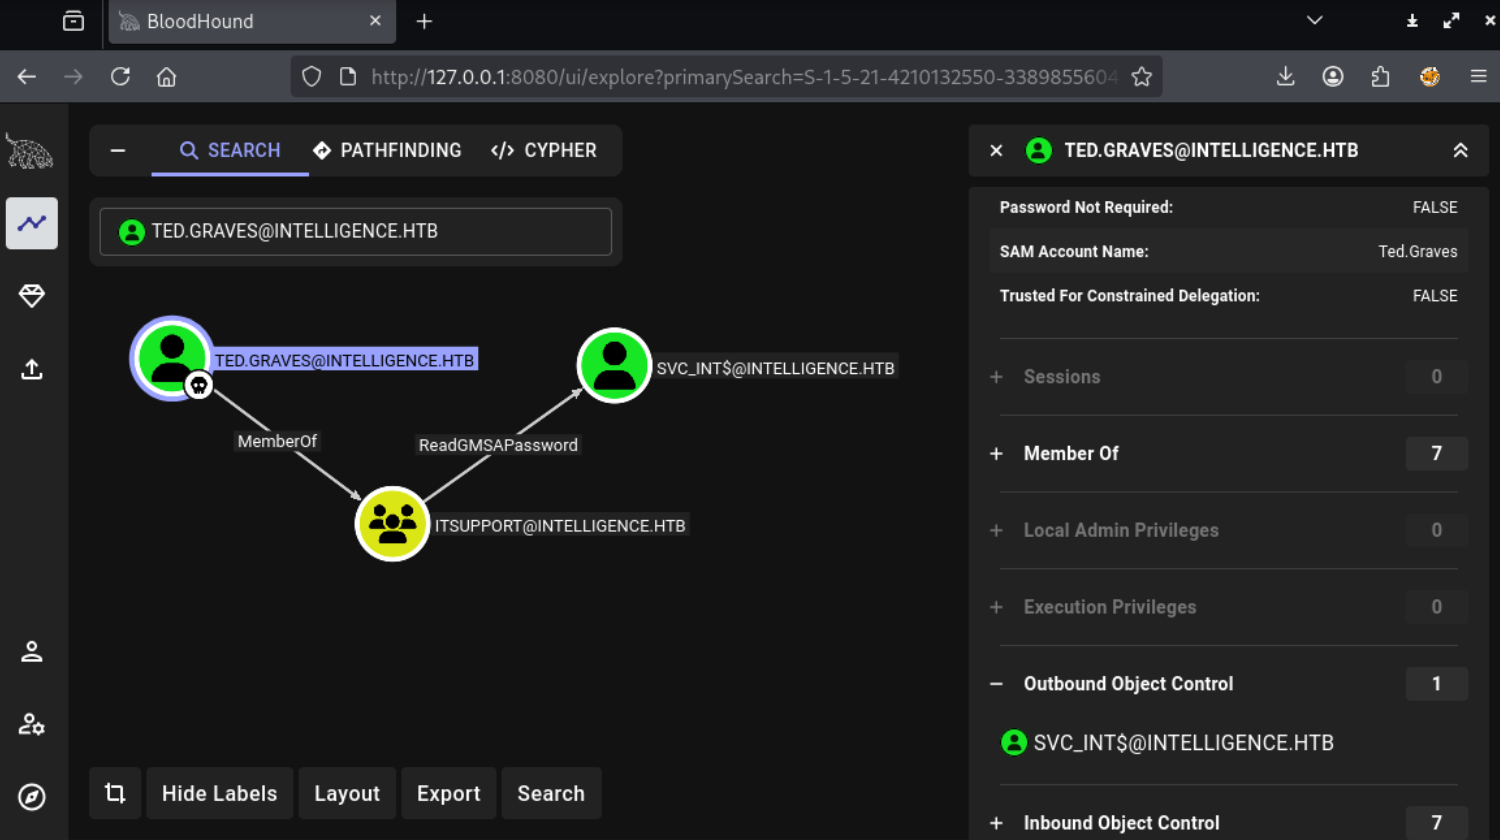 BloodHound
http://127.0.0.1:8080/ui/explore?primarySearch=S-1-5-21-4210132550-3389855604
SEARCH
PATHFINDING
</> CYPHER
TED.GRAVES@INTELLIGENCE.HTB
TED.GRAVES@INTELLIGENCE.HTB
SVC_INT$@INTELLIGENCE.HTB
MemberOf
ReadGMSAPassword
ITSUPPORT@INTELLIGENCE.HTB
Hide Labels
Layout
Export
Search
TED.GRAVES@INTELLIGENCE.HTB
Password Not Required: FALSE
SAM Account Name: Ted.Graves
Trusted For Constrained Delegation: FALSE
+ Sessions 0
+ Member Of 7
+ Local Admin Privileges 0
+ Execution Privileges 0
− Outbound Object Control 1
SVC_INT$@INTELLIGENCE.HTB
+ Inbound Object Control 7